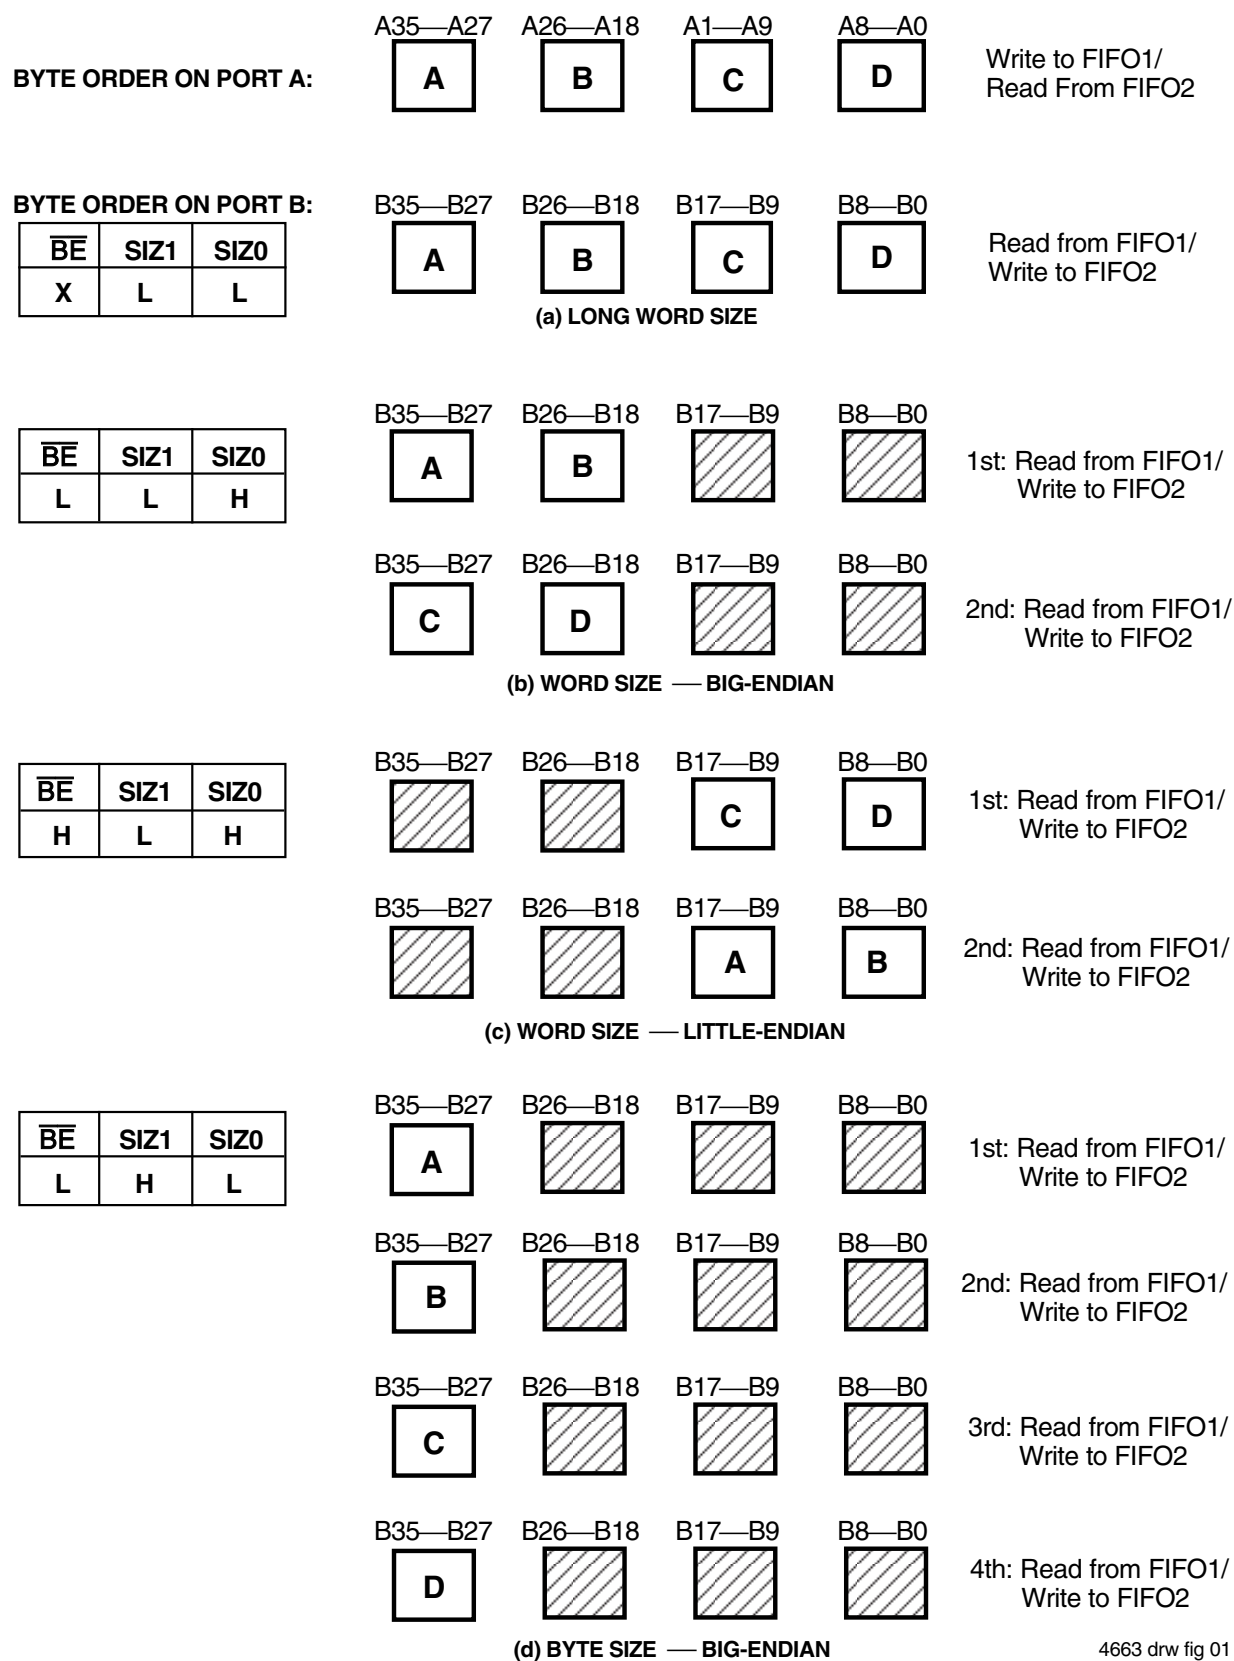 A35—A27 A26—A18 A1—A9 A8—A0
BYTE ORDER ON PORT A: A B C D Write to FIFO1/
Read From FIFO2
BYTE ORDER ON PORT B: B35—B27 B26—B18 B17—B9 B8—B0
BE SIZ1 SIZ0 A B C D Read from FIFO1/
X L L Write to FIFO2
(a) LONG WORD SIZE
B35—B27 B26—B18 B17—B9 B8—B0
BE SIZ1 SIZ0 A B 1st: Read from FIFO1/
L L H Write to FIFO2
B35—B27 B26—B18 B17—B9 B8—B0
C D 2nd: Read from FIFO1/
Write to FIFO2
(b) WORD SIZE — BIG-ENDIAN
B35—B27 B26—B18 B17—B9 B8—B0
BE SIZ1 SIZ0 C D 1st: Read from FIFO1/
H L H Write to FIFO2
B35—B27 B26—B18 B17—B9 B8—B0
A B 2nd: Read from FIFO1/
Write to FIFO2
(c) WORD SIZE — LITTLE-ENDIAN
B35—B27 B26—B18 B17—B9 B8—B0
BE SIZ1 SIZ0 A 1st: Read from FIFO1/
L H L Write to FIFO2
B35—B27 B26—B18 B17—B9 B8—B0
B 2nd: Read from FIFO1/
Write to FIFO2
B35—B27 B26—B18 B17—B9 B8—B0
C 3rd: Read from FIFO1/
Write to FIFO2
B35—B27 B26—B18 B17—B9 B8—B0
D 4th: Read from FIFO1/
Write to FIFO2
(d) BYTE SIZE — BIG-ENDIAN 4663 drw fig 01